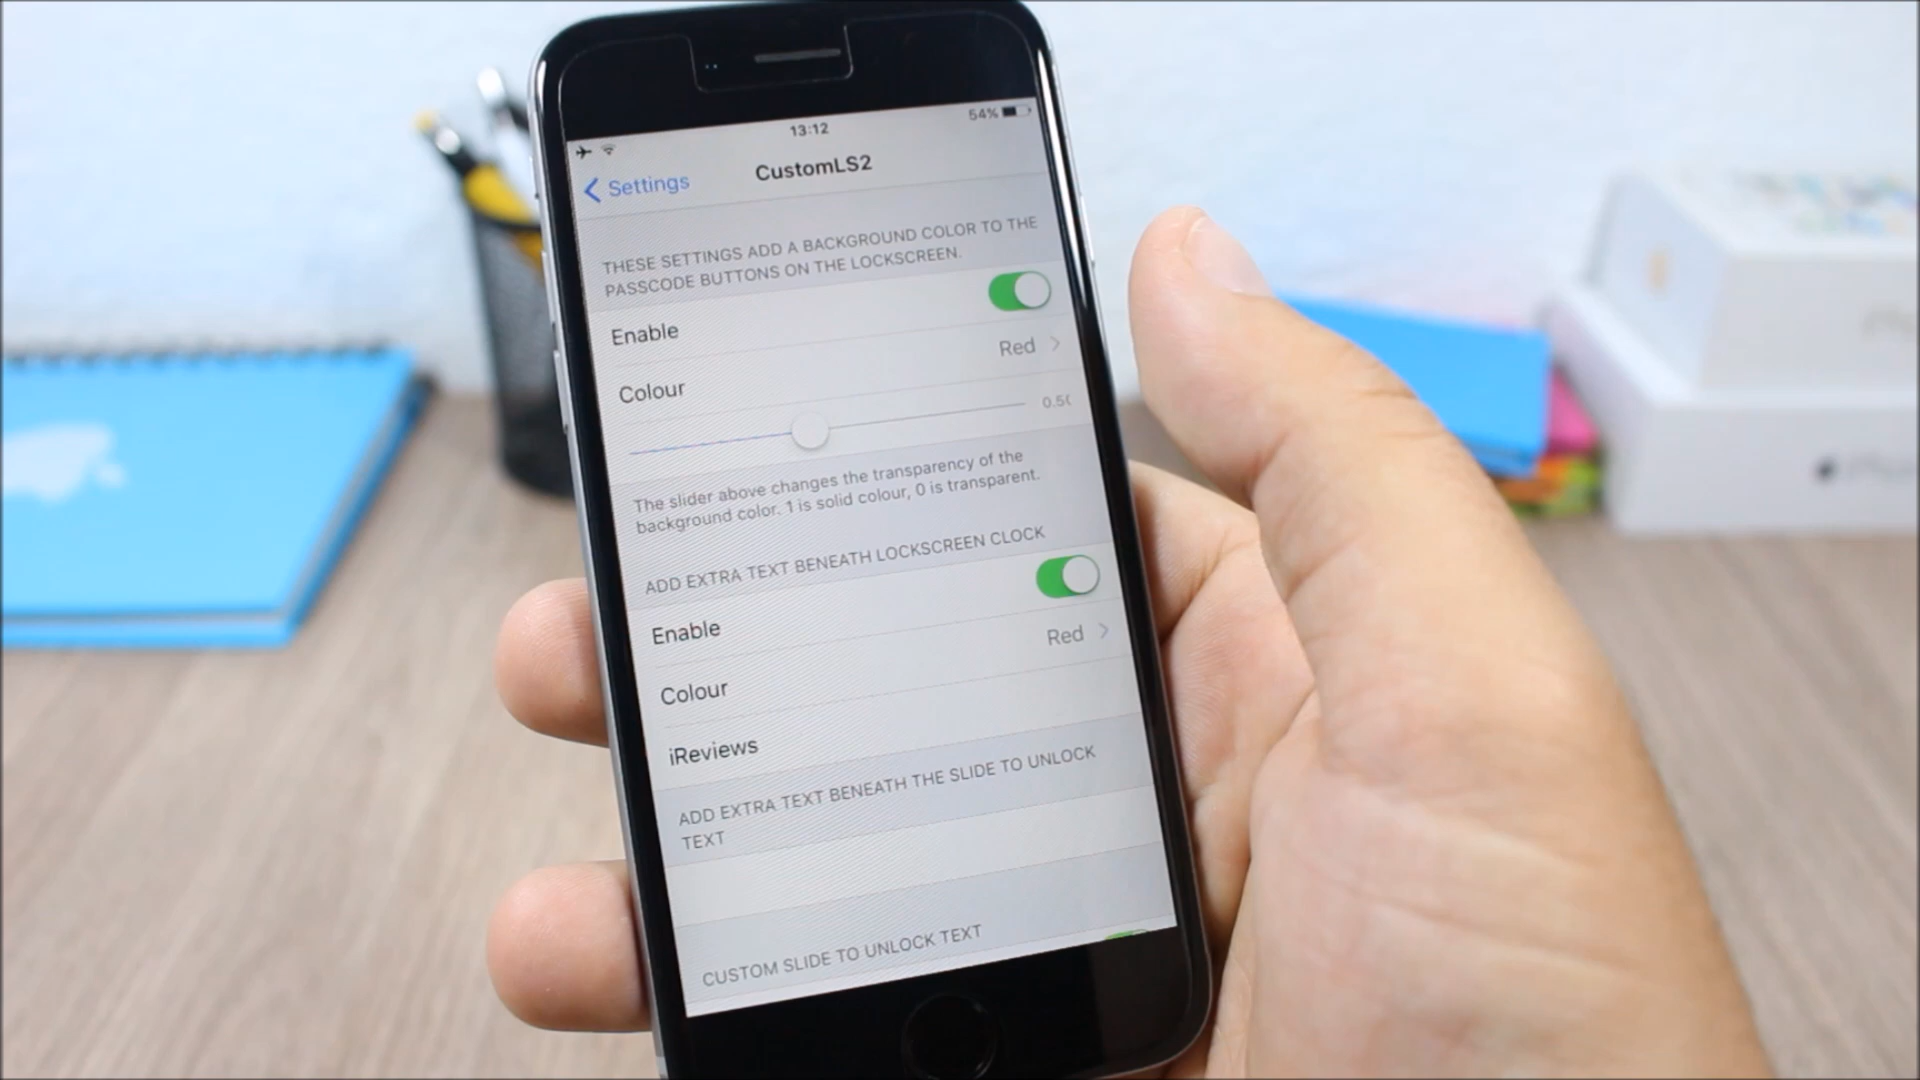 13:12
54%
Settings
CustomLS2
THESE SETTINGS ADD A BACKGROUND COLOR TO THE
PASSCODE BUTTONS ON THE LOCKSCREEN.
Enable
Colour
Red
0.50
The slider above changes the transparency of the
background color. 1 is solid colour, 0 is transparent.
ADD EXTRA TEXT BENEATH LOCKSCREEN CLOCK
Enable
Colour
Red
iReviews
ADD EXTRA TEXT BENEATH THE SLIDE TO UNLOCK
TEXT
CUSTOM SLIDE TO UNLOCK TEXT